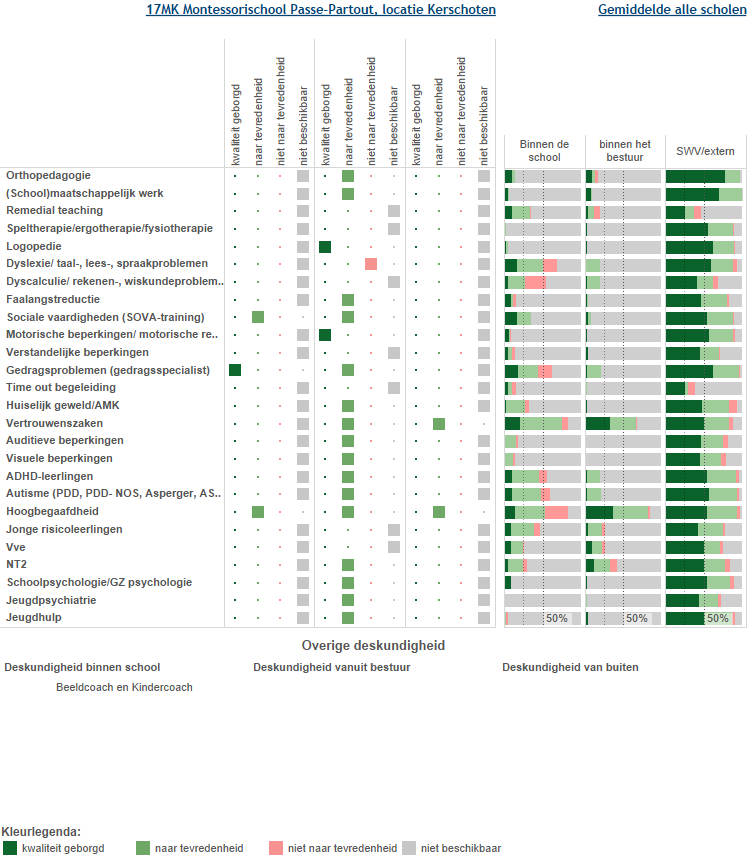 17MK Montessorischool Passe-Partout, locatie Kerschoten
Gemiddelde alle scholen
kwaliteit geborgd
naar tevredenheid
niet naar tevredenheid
niet beschikbaar
kwaliteit geborgd
naar tevredenheid
niet naar tevredenheid
niet beschikbaar
kwaliteit geborgd
naar tevredenheid
niet naar tevredenheid
niet beschikbaar
Binnen de
school
binnen het
bestuur
SWV/extern
Orthopedagogie
(School)maatschappelijk werk
Remedial teaching
Speltherapie/ergotherapie/fysiotherapie
Logopedie
Dyslexie/ taal-, lees-, spraakproblemen
Dyscalculie/ rekenen-, wiskundeproblem..
Faalangstreductie
Sociale vaardigheden (SOVA-training)
Motorische beperkingen/ motorische re..
Verstandelijke beperkingen
Gedragsproblemen (gedragsspecialist)
Time out begeleiding
Huiselijk geweld/AMK
Vertrouwenszaken
Auditieve beperkingen
Visuele beperkingen
ADHD-leerlingen
Autisme (PDD, PDD- NOS, Asperger, AS..
Hoogbegaafdheid
Jonge risicoleerlingen
Vve
NT2
Schoolpsychologie/GZ psychologie
Jeugdpsychiatrie
Jeugdhulp
50%
50%
50%
Overige deskundigheid
Deskundigheid binnen school
Deskundigheid vanuit bestuur
Deskundigheid van buiten
Beeldcoach en Kindercoach
Kleurlegenda:
kwaliteit geborgd
naar tevredenheid
niet naar tevredenheid
niet beschikbaar